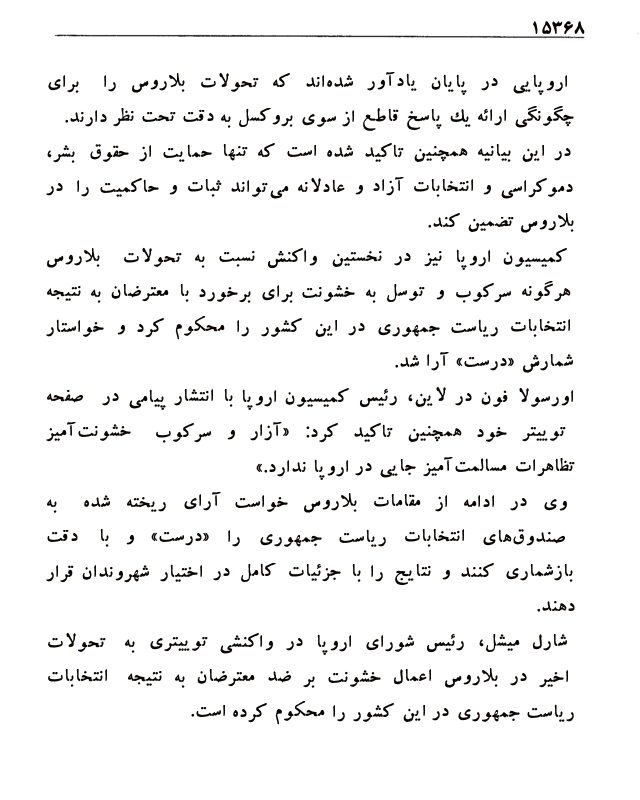 ۱۵۳۶۸
اروپایی در پایان یادآور شده‌اند که تحولات بلاروس را برای
چگونگی ارائه یك پاسخ قاطع از سوی بروکسل به دقت تحت نظر دارند.
در این بیانیه همچنین تاکید شده است که تنها حمایت از حقوق بشر،
دموکراسی و انتخابات آزاد و عادلانه می‌تواند ثبات و حاکمیت را در
بلاروس تضمین کند.
کمیسیون اروپا نیز در نخستین واکنش نسبت به تحولات بلاروس
هرگونه سرکوب و توسل به خشونت برای برخورد با معترضان به نتیجه
انتخابات ریاست جمهوری در این کشور را محکوم کرد و خواستار
شمارش «درست» آرا شد.
اورسولا فون در لاین، رئیس کمیسیون اروپا با انتشار پیامی در صفحه
توییتر خود همچنین تاکید کرد: «آزار و سرکوب خشونت‌آمیز
تظاهرات مسالمت‌آمیز جایی در اروپا ندارد.»
وی در ادامه از مقامات بلاروس خواست آرای ریخته شده به
صندوق‌های انتخابات ریاست جمهوری را «درست» و با دقت
بازشماری کنند و نتایج را با جزئیات کامل در اختیار شهروندان قرار
دهند.
شارل میشل، رئیس شورای اروپا در واکنشی توییتری به تحولات
اخیر در بلاروس اعمال خشونت بر ضد معترضان به نتیجه انتخابات
ریاست جمهوری در این کشور را محکوم کرده است.